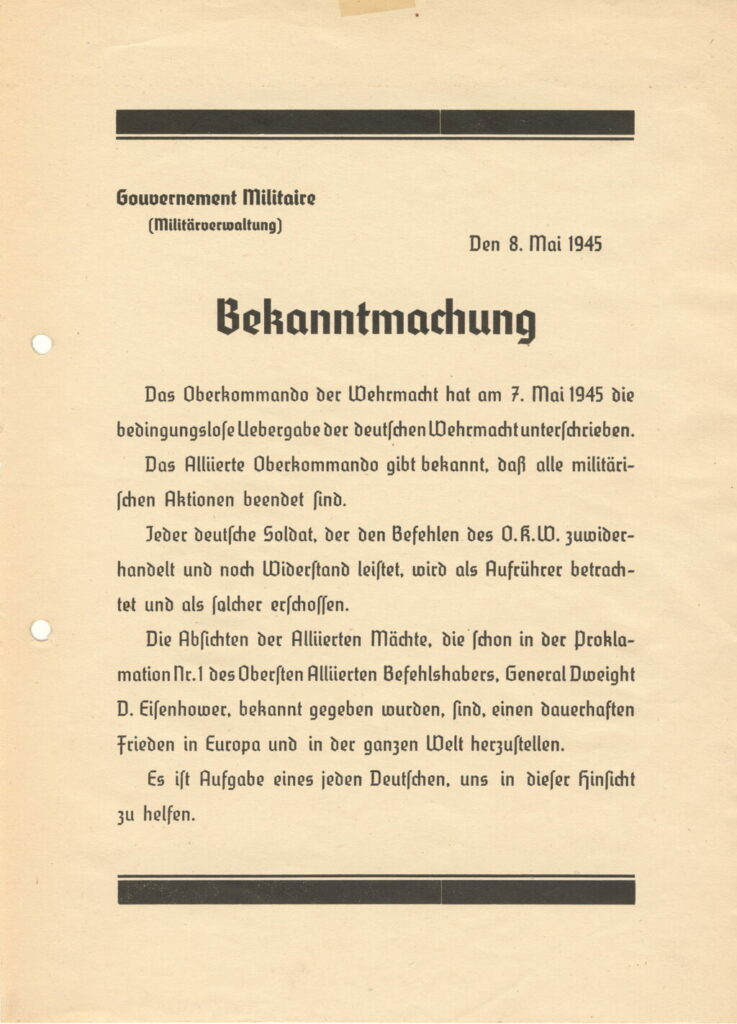 Gouvernement Militaire
(Militärverwaltung)
Den 8. Mai 1945
Bekanntmachung
Das Oberkommando der Wehrmacht hat am 7. Mai 1945 die
bedingungsloſe Uebergabe der deutſchen Wehrmacht unterſchrieben.
Das Alliierte Oberkommando gibt bekannt, daß alle militäri-
ſchen Aktionen beendet ſind.
Jeder deutſche Soldat, der den Befehlen des O.K.W. zuwider-
handelt und noch Widerſtand leiſtet, wird als Aufrührer betrach-
tet und als ſalcher erſchoſſen.
Die Abſichten der Alliierten Mächte, die ſchon in der Prokla-
mation Nr. 1 des Oberſten Alliierten Befehlshabers, General Dweight
D. Eiſenhower, bekannt gegeben wurden, ſind, einen dauerhaften
Frieden in Europa und in der ganzen Welt herzuſtellen.
Es iſt Aufgabe eines jeden Deutſchen, uns in dieſer Hinſicht
zu helfen.